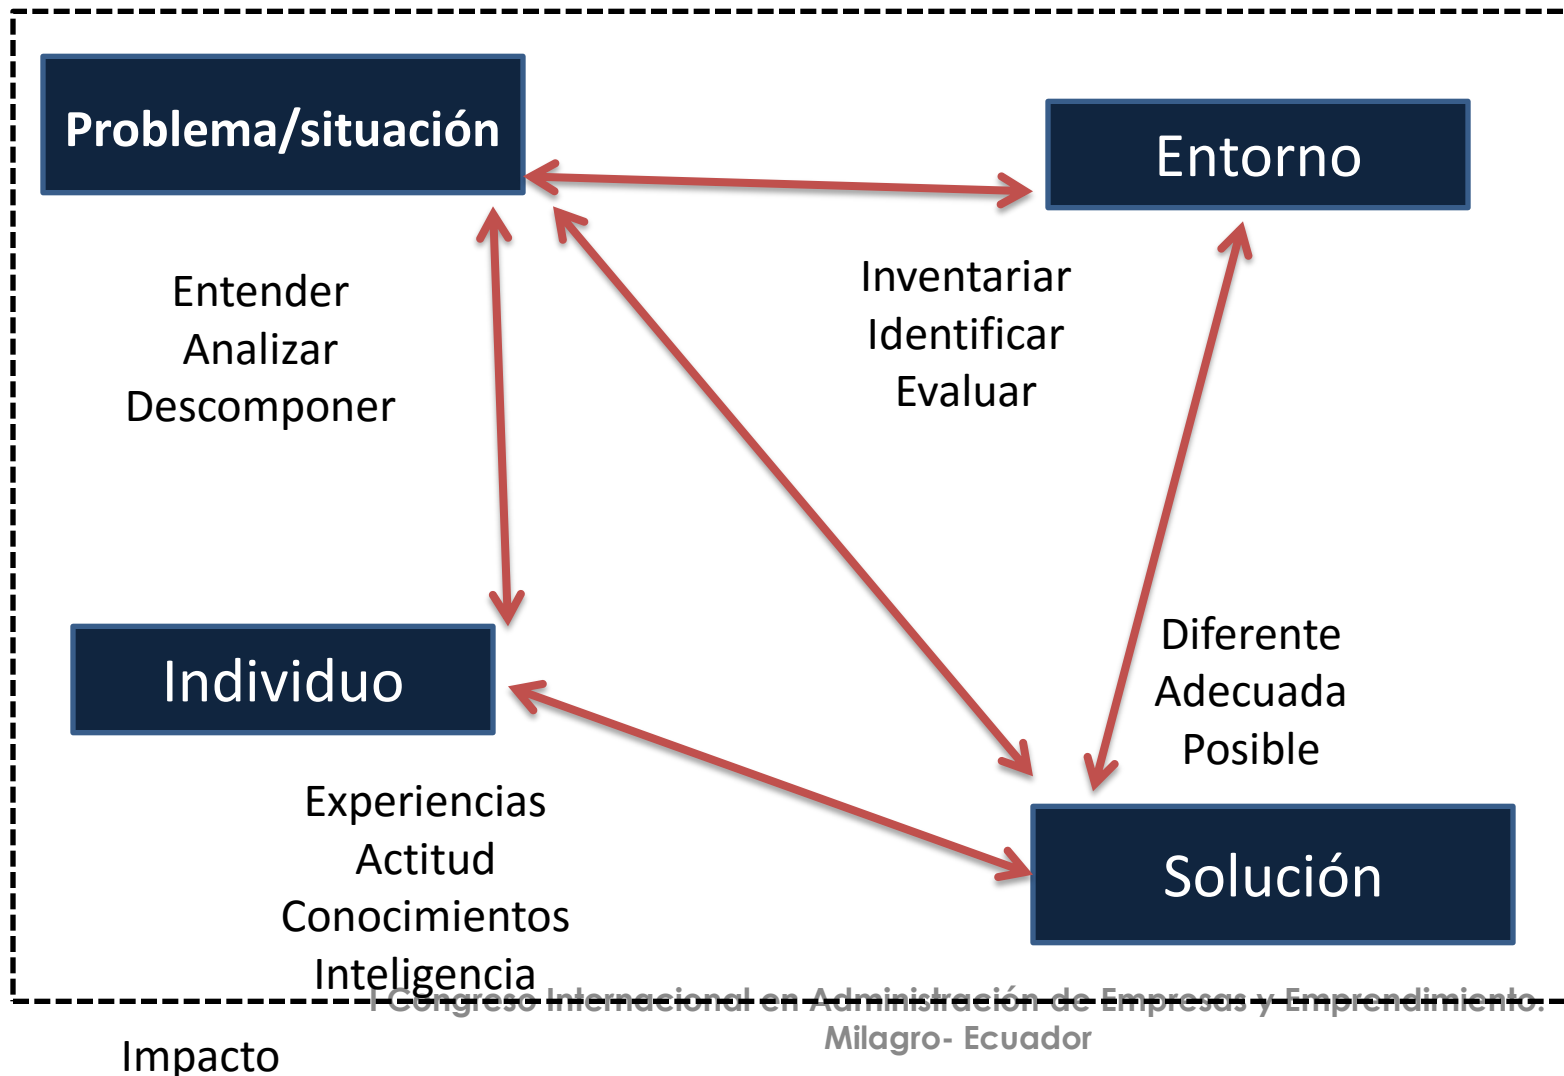 Problema/situación
Entorno
Entender
Analizar
Descomponer
Inventariar
Identificar
Evaluar
Individuo
Diferente
Adecuada
Posible
Experiencias
Actitud
Conocimientos
Inteligencia
Solución
I Congreso Internacional en Administración de Empresas y Emprendimiento.
Milagro- Ecuador
Impacto